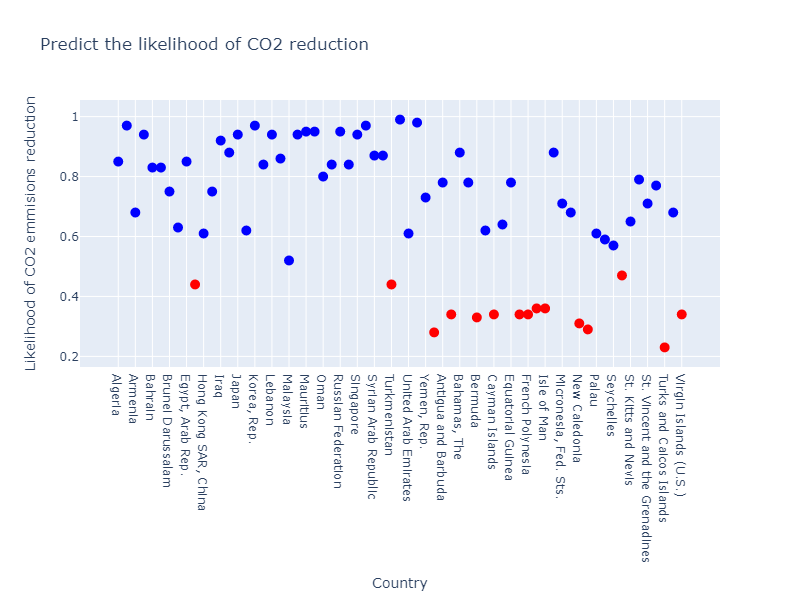 Predict the likelihood of CO2 reduction
Likelihood of CO2 emmisions reduction
1
0.8
0.6
0.4
0.2
Algeria
Armenia
Bahrain
Brunei Darussalam
Egypt, Arab Rep.
Hong Kong SAR, China
Iraq
Japan
Korea, Rep.
Lebanon
Malaysia
Mauritius
Oman
Russian Federation
Singapore
Syrian Arab Republic
Turkmenistan
United Arab Emirates
Yemen, Rep.
Antigua and Barbuda
Bahamas, The
Bermuda
Cayman Islands
Equatorial Guinea
French Polynesia
Isle of Man
Micronesia, Fed. Sts.
New Caledonia
Palau
Seychelles
St. Kitts and Nevis
St. Vincent and the Grenadines
Turks and Caicos Islands
Virgin Islands (U.S.)
Country